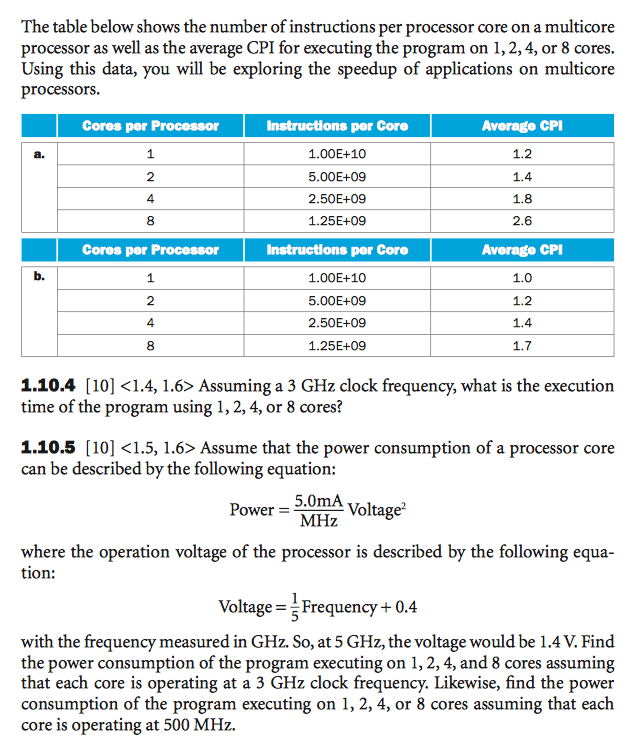 The table below shows the number of instructions per processor core on a multicore
processor as well as the average CPI for executing the program on 1, 2, 4, or 8 cores.
Using this data, you will be exploring the speedup of applications on multicore
processors.
Cores per Processor Instructions per Core Average CPI
a. 1 1.00E+10 1.2
2 5.00E+09 1.4
4 2.50E+09 1.8
8 1.25E+09 2.6
Cores per Processor Instructions per Core Average CPI
b. 1 1.00E+10 1.0
2 5.00E+09 1.2
4 2.50E+09 1.4
8 1.25E+09 1.7
1.10.4 [10] <1.4, 1.6> Assuming a 3 GHz clock frequency, what is the execution
time of the program using 1, 2, 4, or 8 cores?
1.10.5 [10] <1.5, 1.6> Assume that the power consumption of a processor core
can be described by the following equation:
Power = 5.0mA/MHz Voltage²
where the operation voltage of the processor is described by the following equa-
tion:
Voltage = 1/5 Frequency + 0.4
with the frequency measured in GHz. So, at 5 GHz, the voltage would be 1.4 V. Find
the power consumption of the program executing on 1, 2, 4, and 8 cores assuming
that each core is operating at a 3 GHz clock frequency. Likewise, find the power
consumption of the program executing on 1, 2, 4, or 8 cores assuming that each
core is operating at 500 MHz.